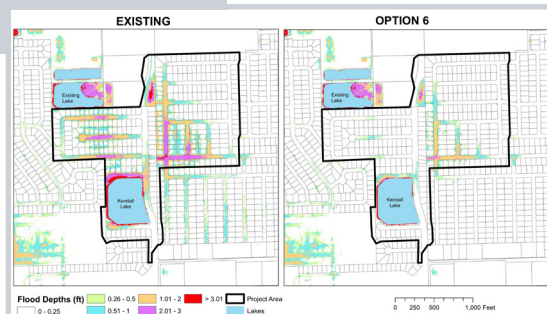 EXISTING
OPTION 6
Existing
Lake
Existing
Lake
Kendall
Lake
Kendall
Lake
Flood Depths (ft)
0 - 0.25
0.26 - 0.5
0.51 - 1
1.01 - 2
2.01 - 3
> 3.01
Project Area
Lakes
0 250 500 1,000 Feet